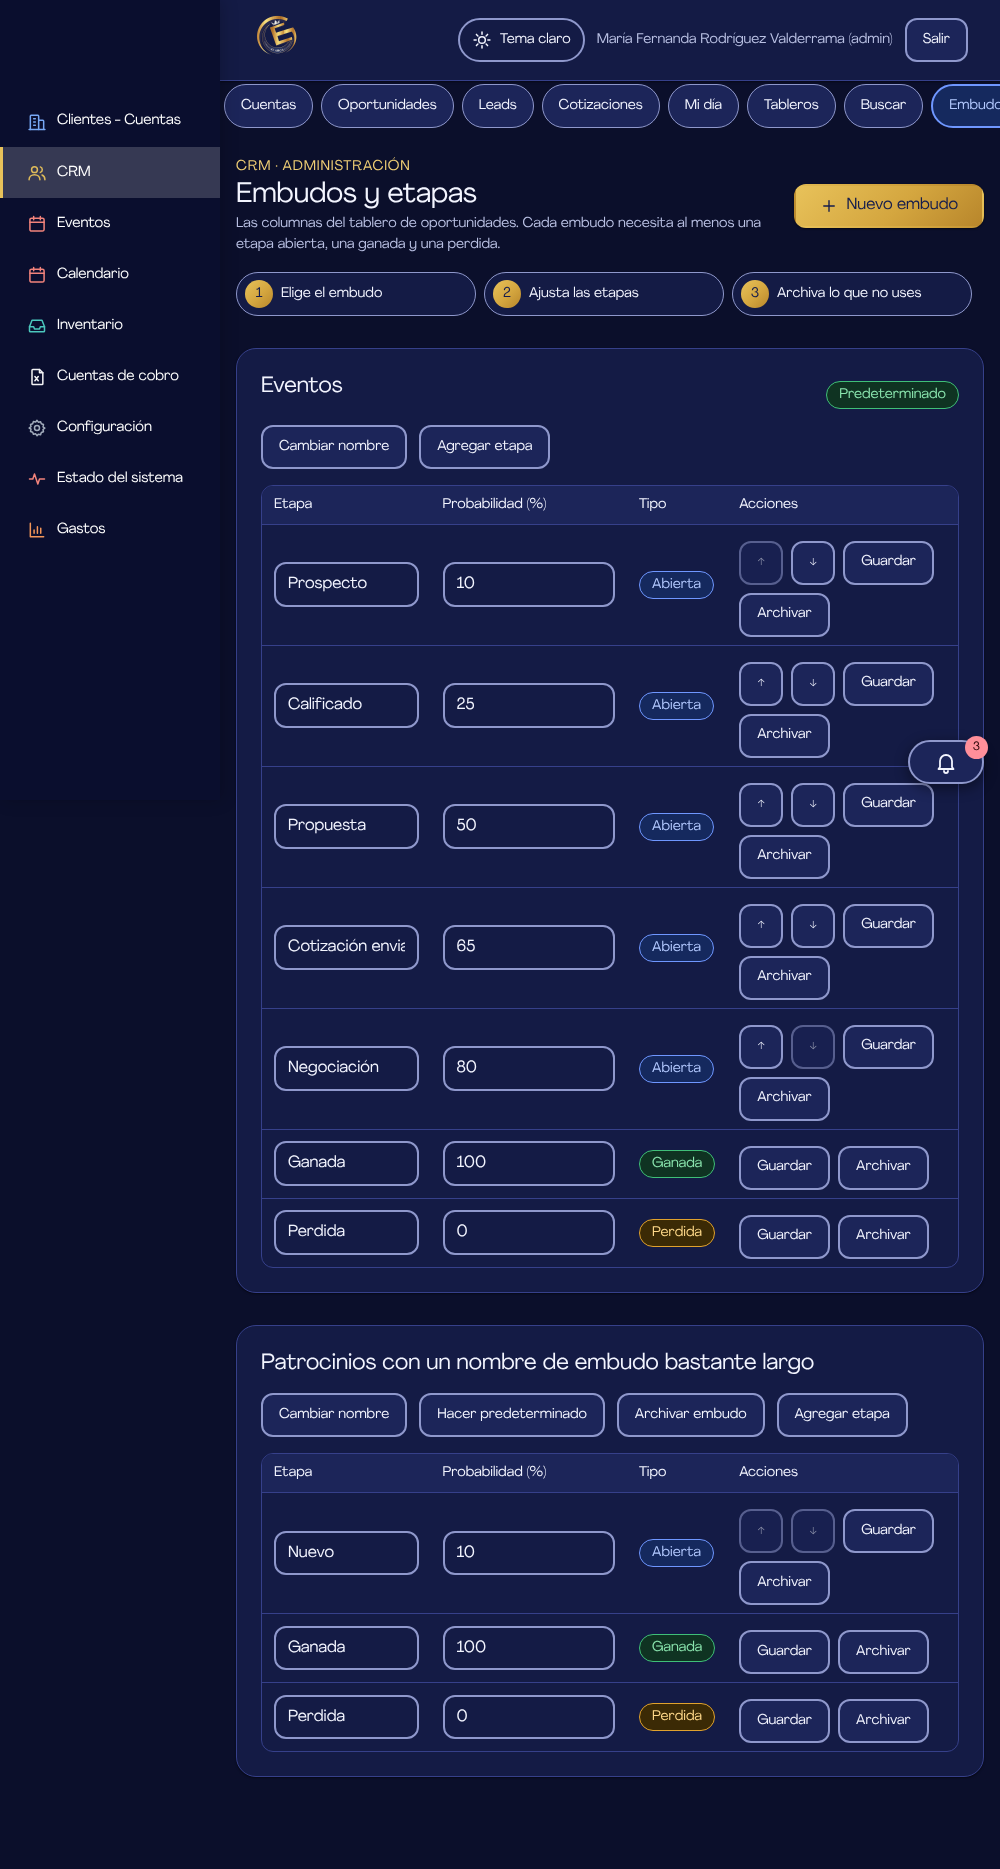 Tema claro
María Fernanda Rodríguez Valderrama (admin)
Salir
Clientes - Cuentas
CRM
Eventos
Calendario
Inventario
Cuentas de cobro
Configuración
Estado del sistema
Gastos
Cuentas
Oportunidades
Leads
Cotizaciones
Mi día
Tableros
Buscar
Embudo
CRM · ADMINISTRACIÓN
Embudos y etapas
Las columnas del tablero de oportunidades. Cada embudo necesita al menos una
etapa abierta, una ganada y una perdida.
+ Nuevo embudo
1 Elige el embudo
2 Ajusta las etapas
3 Archiva lo que no uses
Eventos
Predeterminado
Cambiar nombre
Agregar etapa
Etapa Probabilidad (%) Tipo Acciones
Prospecto 10 Abierta ↑ ↓ Guardar
Archivar
Calificado 25 Abierta ↑ ↓ Guardar
Archivar
3
Propuesta 50 Abierta ↑ ↓ Guardar
Archivar
Cotización envia 65 Abierta ↑ ↓ Guardar
Archivar
Negociación 80 Abierta ↑ ↓ Guardar
Archivar
Ganada 100 Ganada Guardar Archivar
Perdida 0 Perdida Guardar Archivar
Patrocinios con un nombre de embudo bastante largo
Cambiar nombre
Hacer predeterminado
Archivar embudo
Agregar etapa
Etapa Probabilidad (%) Tipo Acciones
Nuevo 10 Abierta ↑ ↓ Guardar
Archivar
Ganada 100 Ganada Guardar Archivar
Perdida 0 Perdida Guardar Archivar